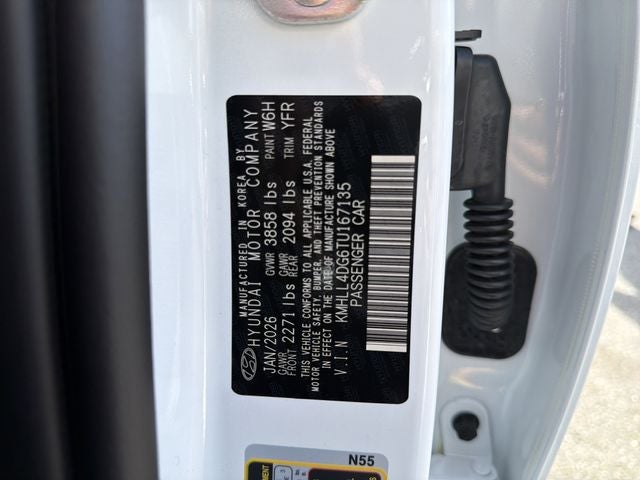 MANUFACTURED IN KOREA BY
HYUNDAI MOTOR COMPANY
JAN/2026 GVWR 3858 lbs PAINT W6H
GAWR FRONT 2271 lbs GAWR REAR 2094 lbs TRIM YFR
THIS VEHICLE CONFORMS TO ALL APPLICABLE U.S.A. FEDERAL
MOTOR VEHICLE SAFETY, BUMPER, AND THEFT PREVENTION STANDARDS
IN EFFECT ON THE DATE OF MANUFACTURE SHOWN ABOVE
V.I.N KMHLL4DG6TU167135
PASSENGER CAR
N55